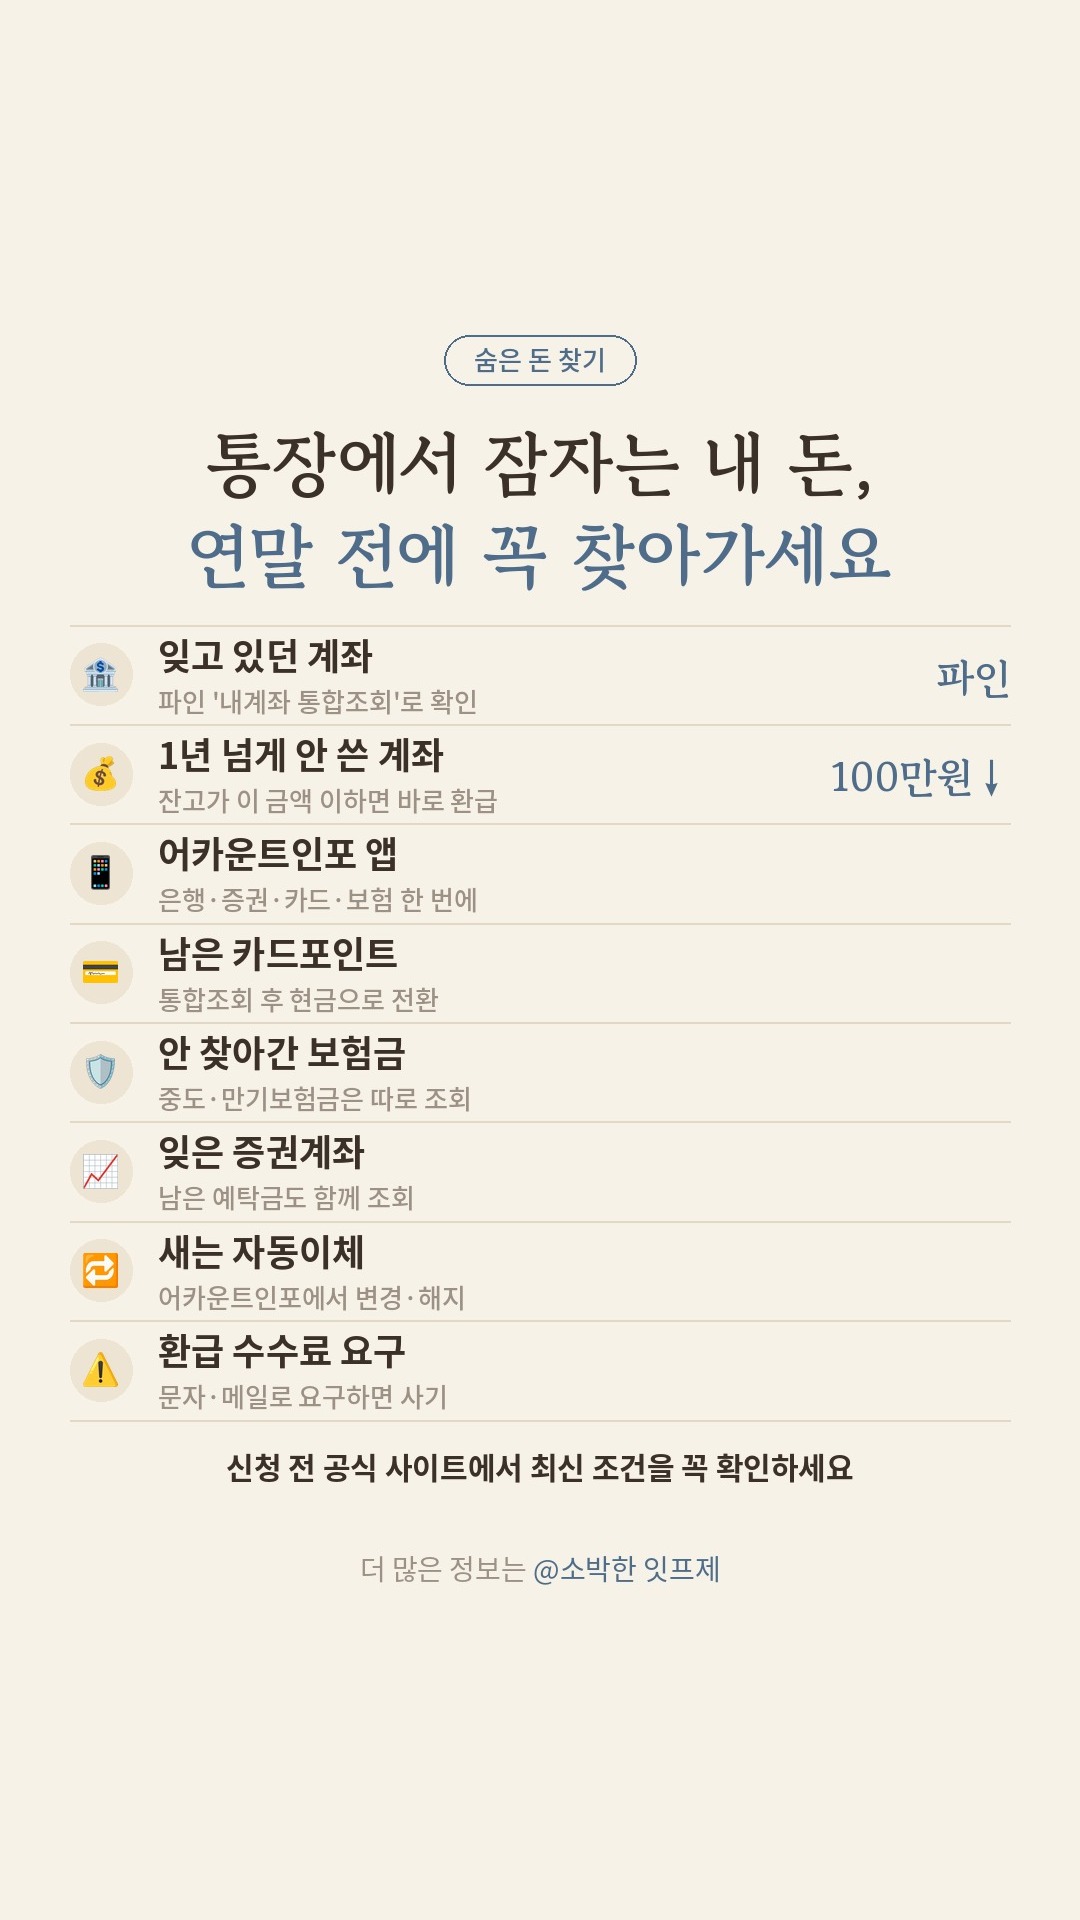 숨은 돈 찾기
통장에서 잠자는 내 돈,
연말 전에 꼭 찾아가세요
잊고 있던 계좌
파인 '내계좌 통합조회'로 확인
파인
1년 넘게 안 쓴 계좌
잔고가 이 금액 이하면 바로 환급
100만원↓
어카운트인포 앱
은행·증권·카드·보험 한 번에
남은 카드포인트
통합조회 후 현금으로 전환
안 찾아간 보험금
중도·만기보험금은 따로 조회
잊은 증권계좌
남은 예탁금도 함께 조회
새는 자동이체
어카운트인포에서 변경·해지
환급 수수료 요구
문자·메일로 요구하면 사기
신청 전 공식 사이트에서 최신 조건을 꼭 확인하세요
더 많은 정보는 @소박한 잇프제